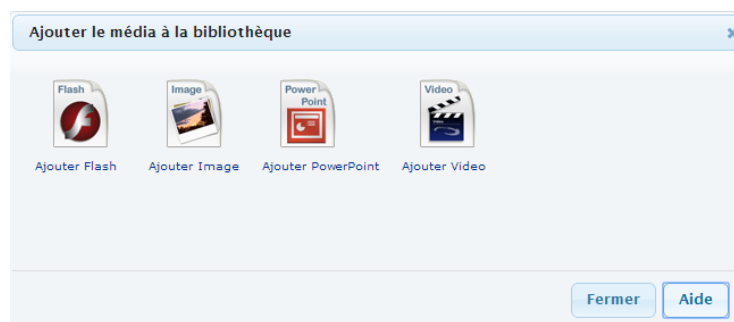 Ajouter le média à la bibliothèque
Flash
Image
Power
Point
Video
Ajouter Flash
Ajouter Image
Ajouter PowerPoint
Ajouter Video
Fermer
Aide